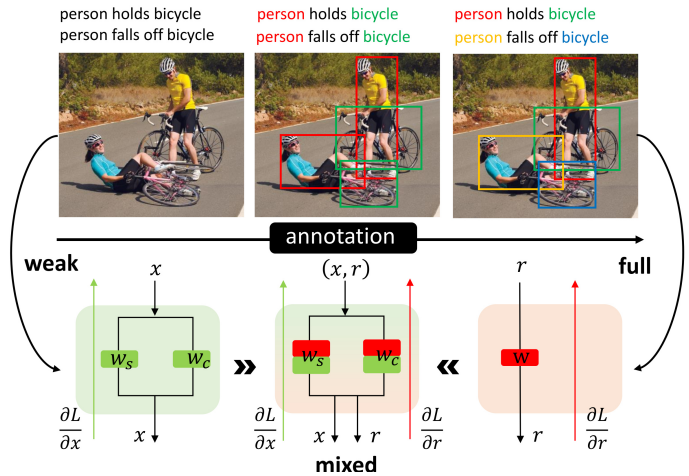 person holds bicycle
person falls off bicycle
person holds bicycle
person falls off bicycle
person holds bicycle
person falls off bicycle
annotation
weak
full
x
(x, r)
r
w_s
w_c
w_s
w_c
w
»
«
∂L/∂x
x
∂L/∂x
x
r
∂L/∂r
r
∂L/∂r
mixed